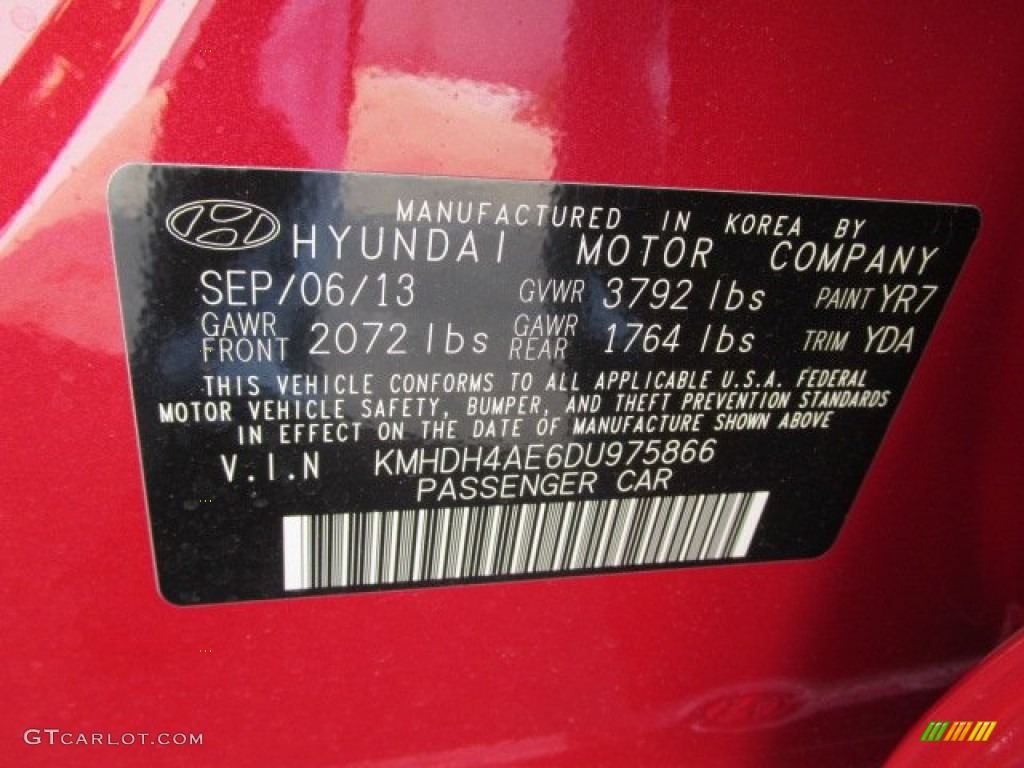 MANUFACTURED IN KOREA BY
HYUNDAI MOTOR COMPANY
SEP/06/13 GVWR 3792 lbs PAINT YR7
GAWR FRONT 2072 lbs GAWR REAR 1764 lbs TRIM YDA
THIS VEHICLE CONFORMS TO ALL APPLICABLE U.S.A. FEDERAL
MOTOR VEHICLE SAFETY, BUMPER, AND THEFT PREVENTION STANDARDS
IN EFFECT ON THE DATE OF MANUFACTURE SHOWN ABOVE
V.I.N KMHDH4AE6DU975866
PASSENGER CAR
GTCARLOT.COM